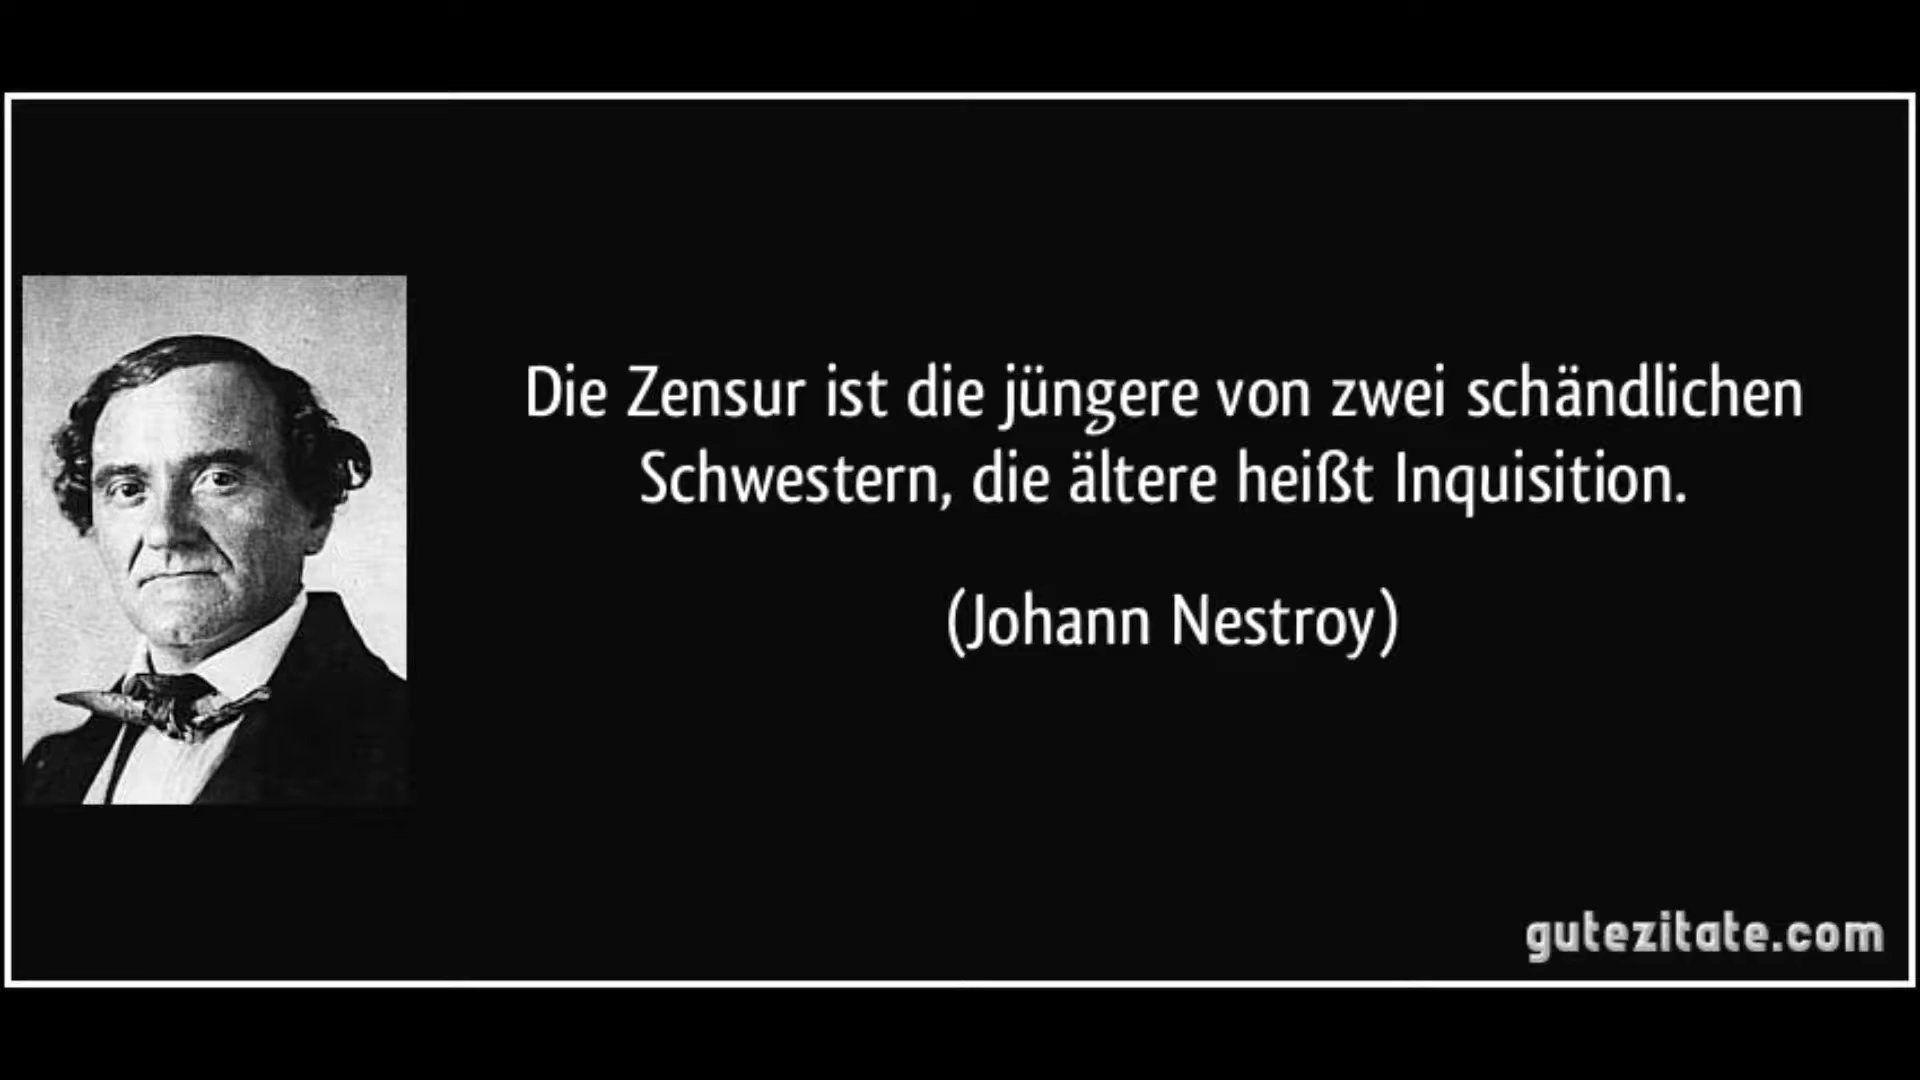 Die Zensur ist die jüngere von zwei schändlichen
Schwestern, die ältere heißt Inquisition.
(Johann Nestroy)
gutezitate.com